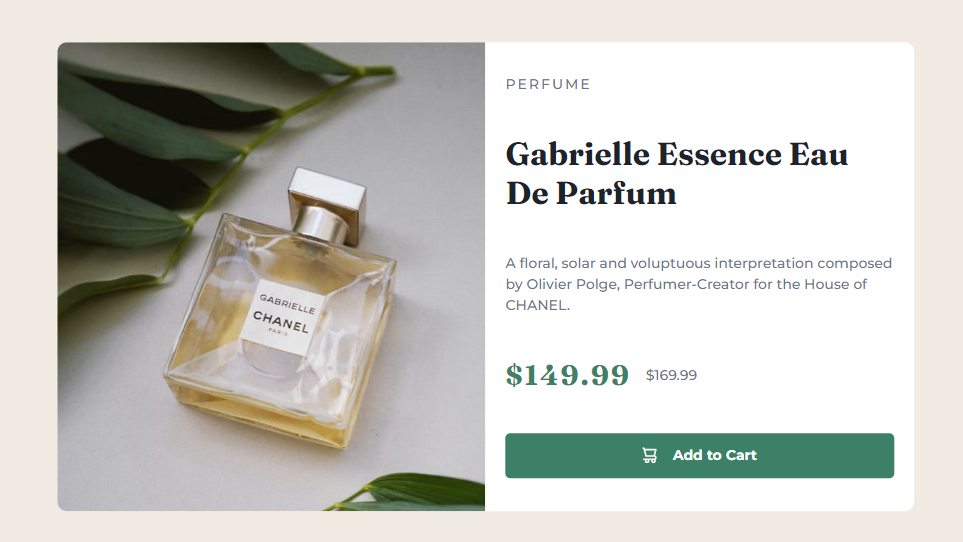 PERFUME
Gabrielle Essence Eau
De Parfum
A floral, solar and voluptuous interpretation composed
by Olivier Polge, Perfumer-Creator for the House of
CHANEL.
$149.99 $169.99
Add to Cart
GABRIELLE
CHANEL
PARIS